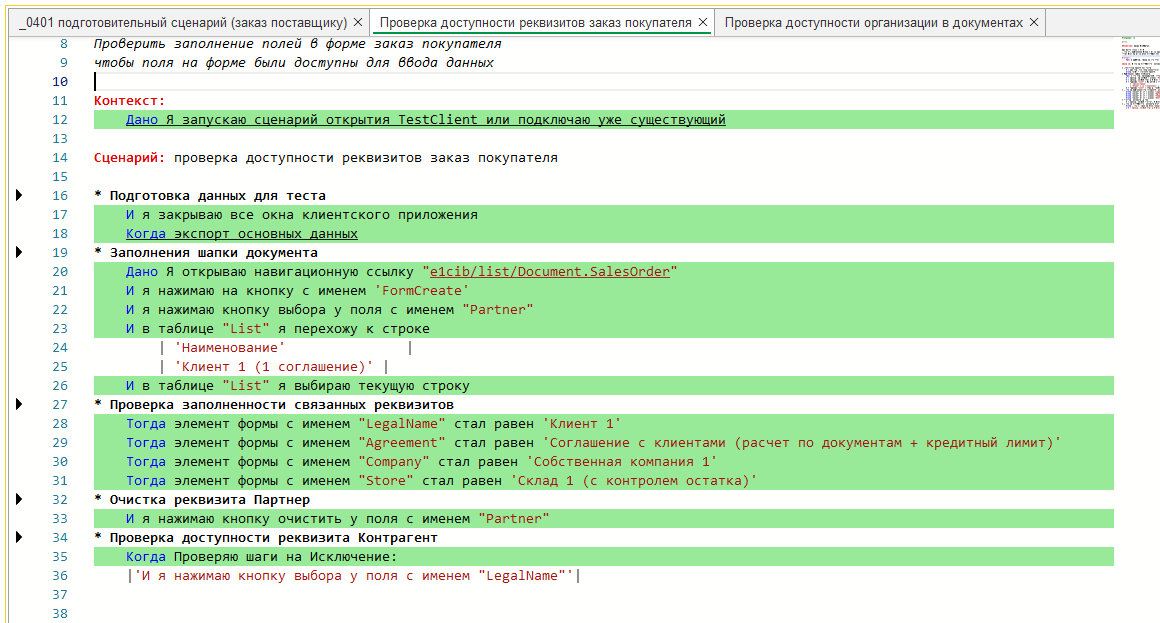 _0401 подготовительный сценарий (заказ поставщику) × Проверка доступности реквизитов заказ покупателя × Проверка доступности организации в документах ×
8 Проверить заполнение полей в форме заказ покупателя
9 чтобы поля на форме были доступны для ввода данных
10
11 Контекст:
12 Дано Я запускаю сценарий открытия TestClient или подключаю уже существующий
13
14 Сценарий: проверка доступности реквизитов заказ покупателя
15
16 * Подготовка данных для теста
17 И я закрываю все окна клиентского приложения
18 Когда экспорт основных данных
19 * Заполнения шапки документа
20 Дано Я открываю навигационную ссылку "e1cib/list/Document.SalesOrder"
21 И я нажимаю на кнопку с именем 'FormCreate'
22 И я нажимаю кнопку выбора у поля с именем "Partner"
23 И в таблице "List" я перехожу к строке
24 | 'Наименование' |
25 | 'Клиент 1 (1 соглашение)' |
26 И в таблице "List" я выбираю текущую строку
27 * Проверка заполненности связанных реквизитов
28 Тогда элемент формы с именем "LegalName" стал равен 'Клиент 1'
29 Тогда элемент формы с именем "Agreement" стал равен 'Соглашение с клиентами (расчет по документам + кредитный лимит)'
30 Тогда элемент формы с именем "Company" стал равен 'Собственная компания 1'
31 Тогда элемент формы с именем "Store" стал равен 'Склад 1 (с контролем остатка)'
32 * Очистка реквизита Партнер
33 И я нажимаю кнопку очистить у поля с именем "Partner"
34 * Проверка доступности реквизита Контрагент
35 Когда Проверяю шаги на Исключение:
36 |'И я нажимаю кнопку выбора у поля с именем "LegalName"'|
37
38